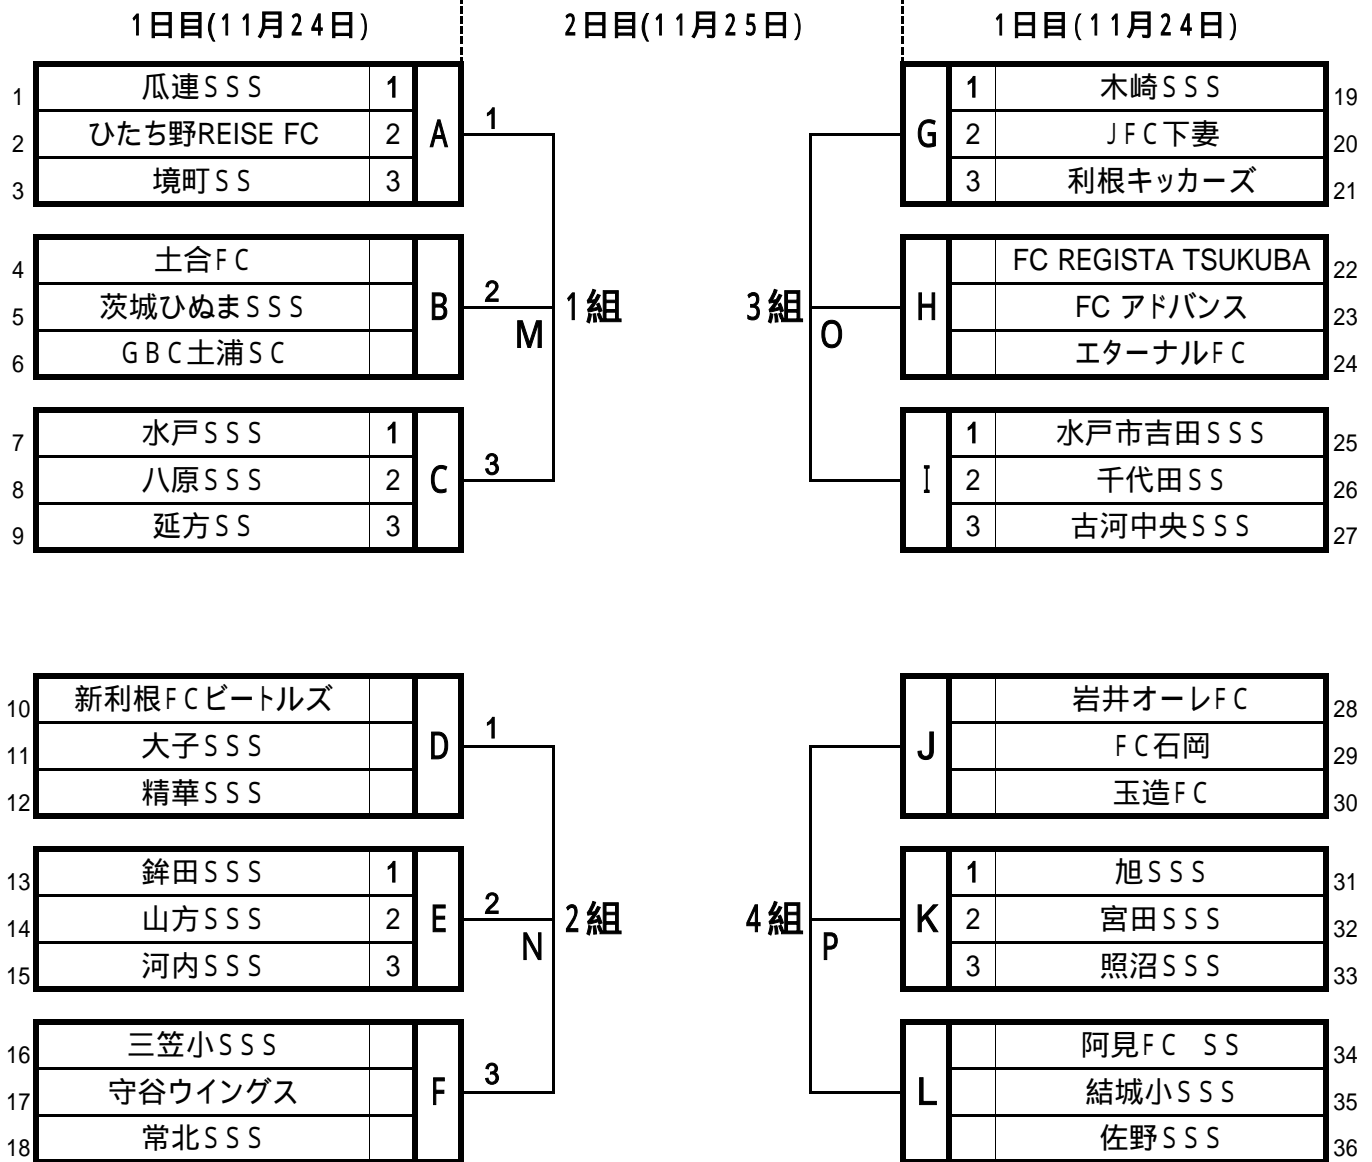 1日目(11月24日)
2日目(11月25日)
1日目(11月24日)
1 瓜連SSS 1
2 ひたち野REISE FC 2
3 境町SS 3
A
1
4 土合FC
5 茨城ひぬまSSS
6 GBC土浦SC
B
2
M
1組
7 水戸SSS 1
8 八原SSS 2
9 延方SS 3
C
3
G
1 木崎SSS 19
2 JFC下妻 20
3 利根キッカーズ 21
3組
O
H
FC REGISTA TSUKUBA 22
FC アドバンス 23
エターナルFC 24
I
1 水戸市吉田SSS 25
2 千代田SS 26
3 古河中央SSS 27
10 新利根FCビートルズ
11 大子SSS
12 精華SSS
D
1
13 鉾田SSS 1
14 山方SSS 2
15 河内SSS 3
E
2
N
2組
16 三笠小SSS
17 守谷ウイングス
18 常北SSS
F
3
J
岩井オーレFC 28
FC石岡 29
玉造FC 30
4組
P
K
1 旭SSS 31
2 宮田SSS 32
3 照沼SSS 33
L
阿見FC SS 34
結城小SSS 35
佐野SSS 36